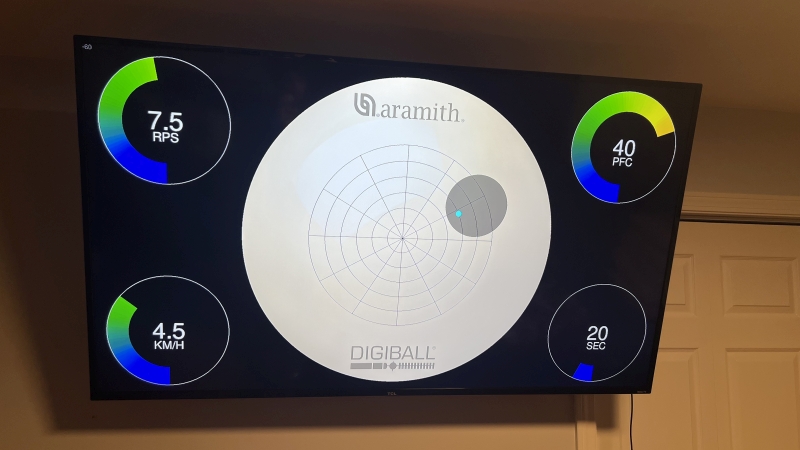 -60
aramith
7.5
RPS
40
PFC
4.5
KM/H
20
SEC
DIGIBALL